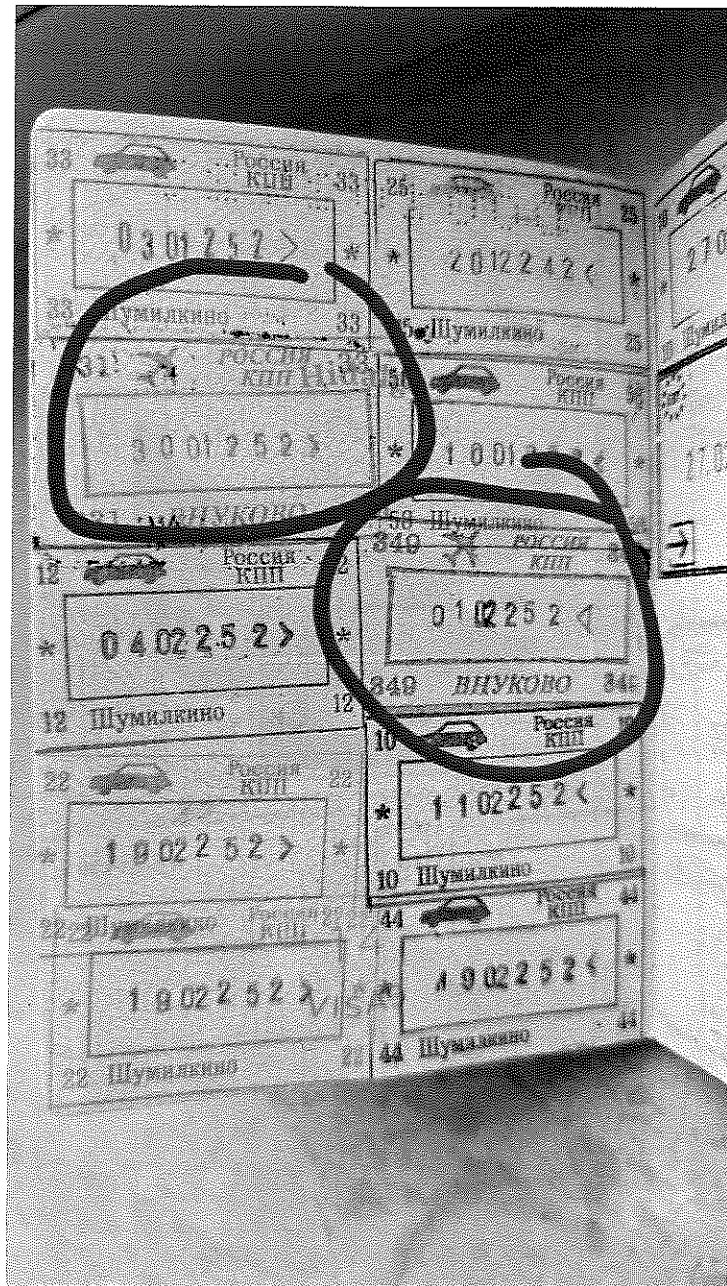 33 Россия 33
КПП
* 0301252> *
33 Шумилкино 33
РОССИЯ
КПП
3001252>
ВНУКОВО
12 Россия
КПП
* 0402252> *
12 Шумилкино 12
22 Россия 22
КПП
* 1902252> *
22 Шумилкино
КПП
* 1902252>
22 Шумилкино 22
25 Россия 25
КПП
* 2012242< *
Шумилкино 25
Россия
КПП
* 1001
58 Шумилкино
349 РОССИЯ
КПП
0102252<
349 ВНУКОВО 349
10 Россия 10
КПП
* 1102252< *
10 Шумилкино 10
44 Россия 44
КПП
* 1902252< *
44 Шумилкино 44